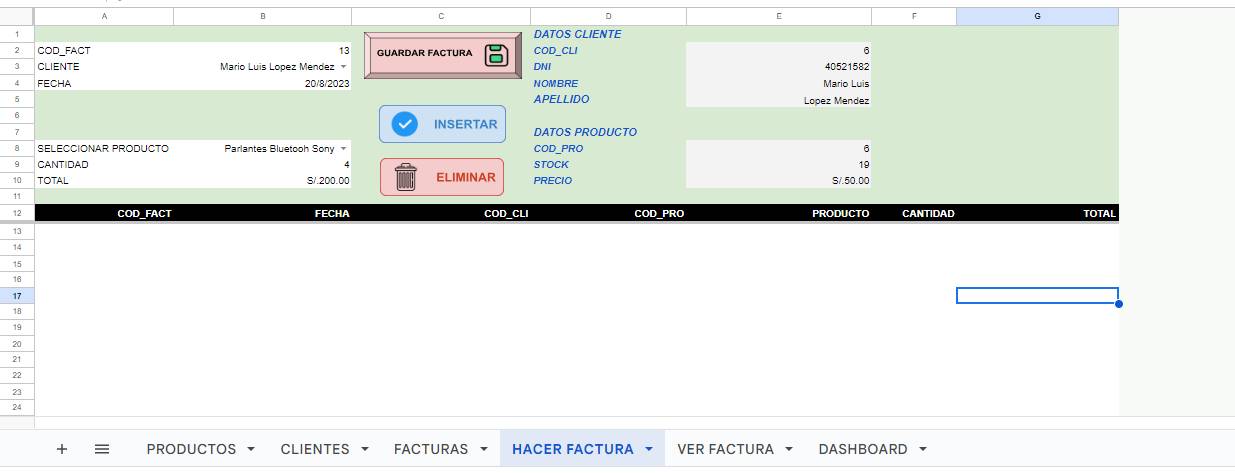 A B C D E F G
1 DATOS CLIENTE
2 COD_FACT 13 GUARDAR FACTURA COD_CLI 6
3 CLIENTE Mario Luis Lopez Mendez DNI 40521582
4 FECHA 20/8/2023 NOMBRE Mario Luis
5 APELLIDO Lopez Mendez
6
7 INSERTAR DATOS PRODUCTO
8 SELECCIONAR PRODUCTO Parlantes Bluetooh Sony COD_PRO 6
9 CANTIDAD 4 STOCK 19
10 TOTAL S/.200.00 ELIMINAR PRECIO S/.50.00
11
12 COD_FACT FECHA COD_CLI COD_PRO PRODUCTO CANTIDAD TOTAL
13
14
15
16
17
18
19
20
21
22
23
24
+ PRODUCTOS CLIENTES FACTURAS HACER FACTURA VER FACTURA DASHBOARD